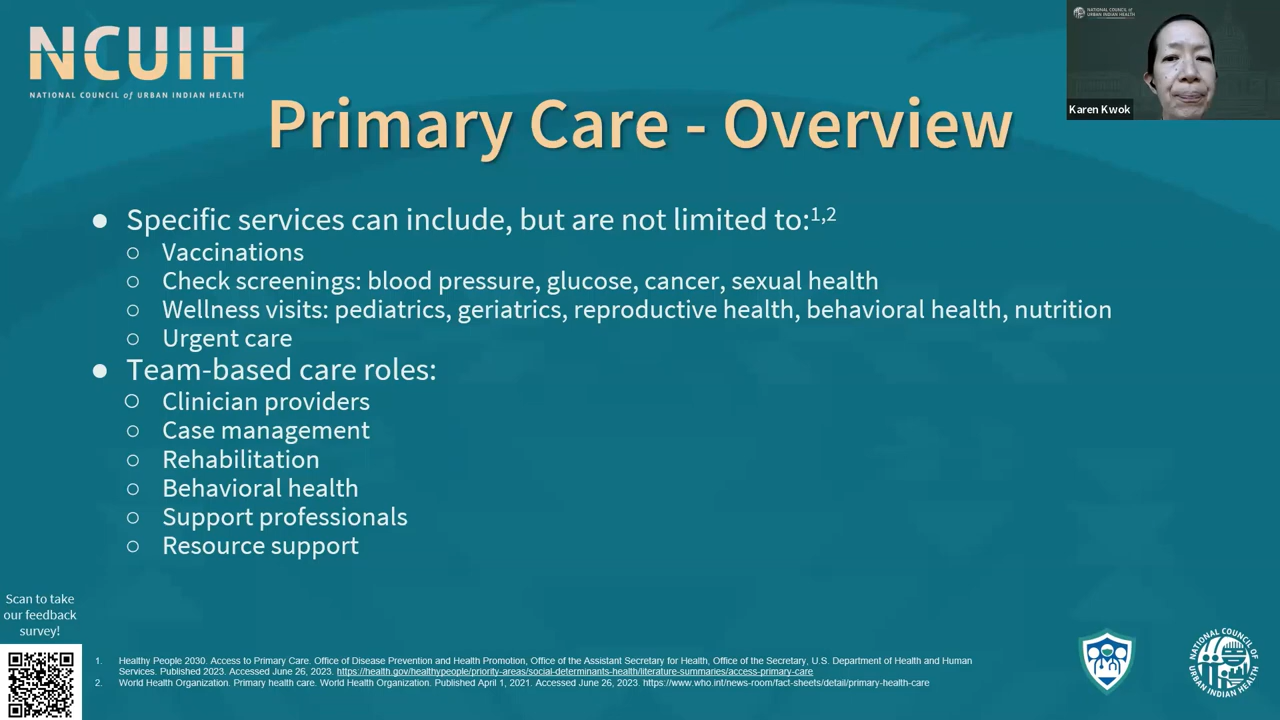 NCUIH
NATIONAL COUNCIL of URBAN INDIAN HEALTH
NATIONAL COUNCIL of
URBAN INDIAN HEALTH
Karen Kwok
Primary Care - Overview
● Specific services can include, but are not limited to:1,2
○ Vaccinations
○ Check screenings: blood pressure, glucose, cancer, sexual health
○ Wellness visits: pediatrics, geriatrics, reproductive health, behavioral health, nutrition
○ Urgent care
● Team-based care roles:
○ Clinician providers
○ Case management
○ Rehabilitation
○ Behavioral health
○ Support professionals
○ Resource support
Scan to take
our feedback
survey!
1. Healthy People 2030. Access to Primary Care. Office of Disease Prevention and Health Promotion, Office of the Assistant Secretary for Health, Office of the Secretary, U.S. Department of Health and Human
Services. Published 2023. Accessed June 26, 2023. https://health.gov/healthypeople/priority-areas/social-determinants-health/literature-summaries/access-primary-care
2. World Health Organization. Primary health care. World Health Organization. Published April 1, 2021. Accessed June 26, 2023. https://www.who.int/news-room/fact-sheets/detail/primary-health-care
NATIONAL COUNCIL OF URBAN INDIAN HEALTH